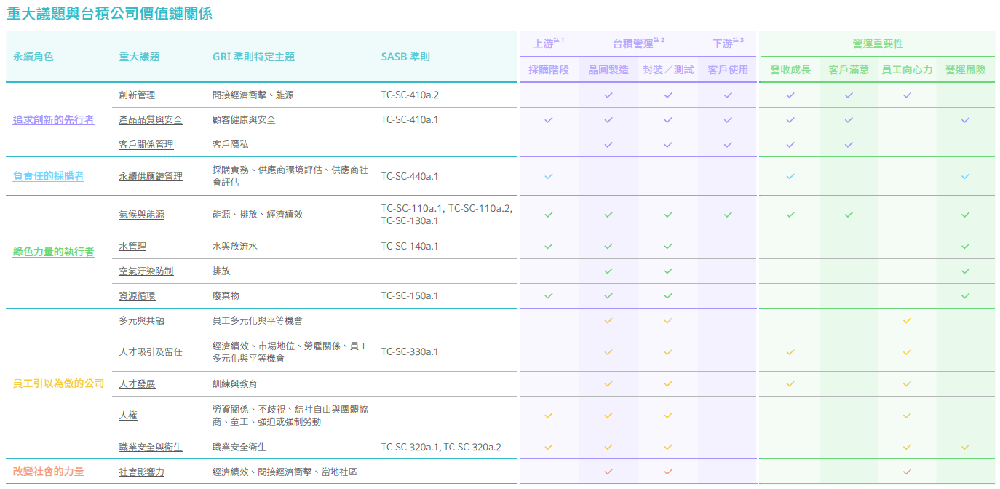 重大議題與台積公司價值鏈關係
永續角色 重大議題 GRI 準則特定主題 SASB 準則 上游註 1 台積營運註 2 下游註 3 營運重要性
採購階段 晶圓製造 封裝／測試 客戶使用 營收成長 客戶滿意 員工向心力 營運風險
追求創新的先行者
創新管理 間接經濟衝擊、能源 TC-SC-410a.2 ✓ ✓ ✓ ✓ ✓ ✓
產品品質與安全 顧客健康與安全 TC-SC-410a.1 ✓ ✓ ✓ ✓ ✓ ✓ ✓
客戶關係管理 客戶隱私 ✓ ✓ ✓ ✓ ✓
負責任的採購者
永續供應鏈管理 採購實務、供應商環境評估、供應商社 TC-SC-440a.1 ✓ ✓ ✓
會評估
綠色力量的執行者
氣候與能源 能源、排放、經濟績效 TC-SC-110a.1, TC-SC-110a.2, ✓ ✓ ✓ ✓ ✓ ✓ ✓
TC-SC-130a.1
水管理 水與放流水 TC-SC-140a.1 ✓ ✓ ✓ ✓
空氣汙染防制 排放 ✓ ✓ ✓
資源循環 廢棄物 TC-SC-150a.1 ✓ ✓ ✓ ✓
員工引以為傲的公司
多元與共融 員工多元化與平等機會 ✓ ✓ ✓
人才吸引及留任 經濟績效、市場地位、勞雇關係、員工 TC-SC-330a.1 ✓ ✓ ✓ ✓
多元化與平等機會
人才發展 訓練與教育 ✓ ✓ ✓ ✓
人權 勞資關係、不歧視、結社自由與團體協 ✓ ✓ ✓ ✓
商、童工、強迫或強制勞動
職業安全與衛生 職業安全衛生 TC-SC-320a.1, TC-SC-320a.2 ✓ ✓ ✓ ✓ ✓
改變社會的力量
社會影響力 經濟績效、間接經濟衝擊、當地社區 ✓ ✓ ✓